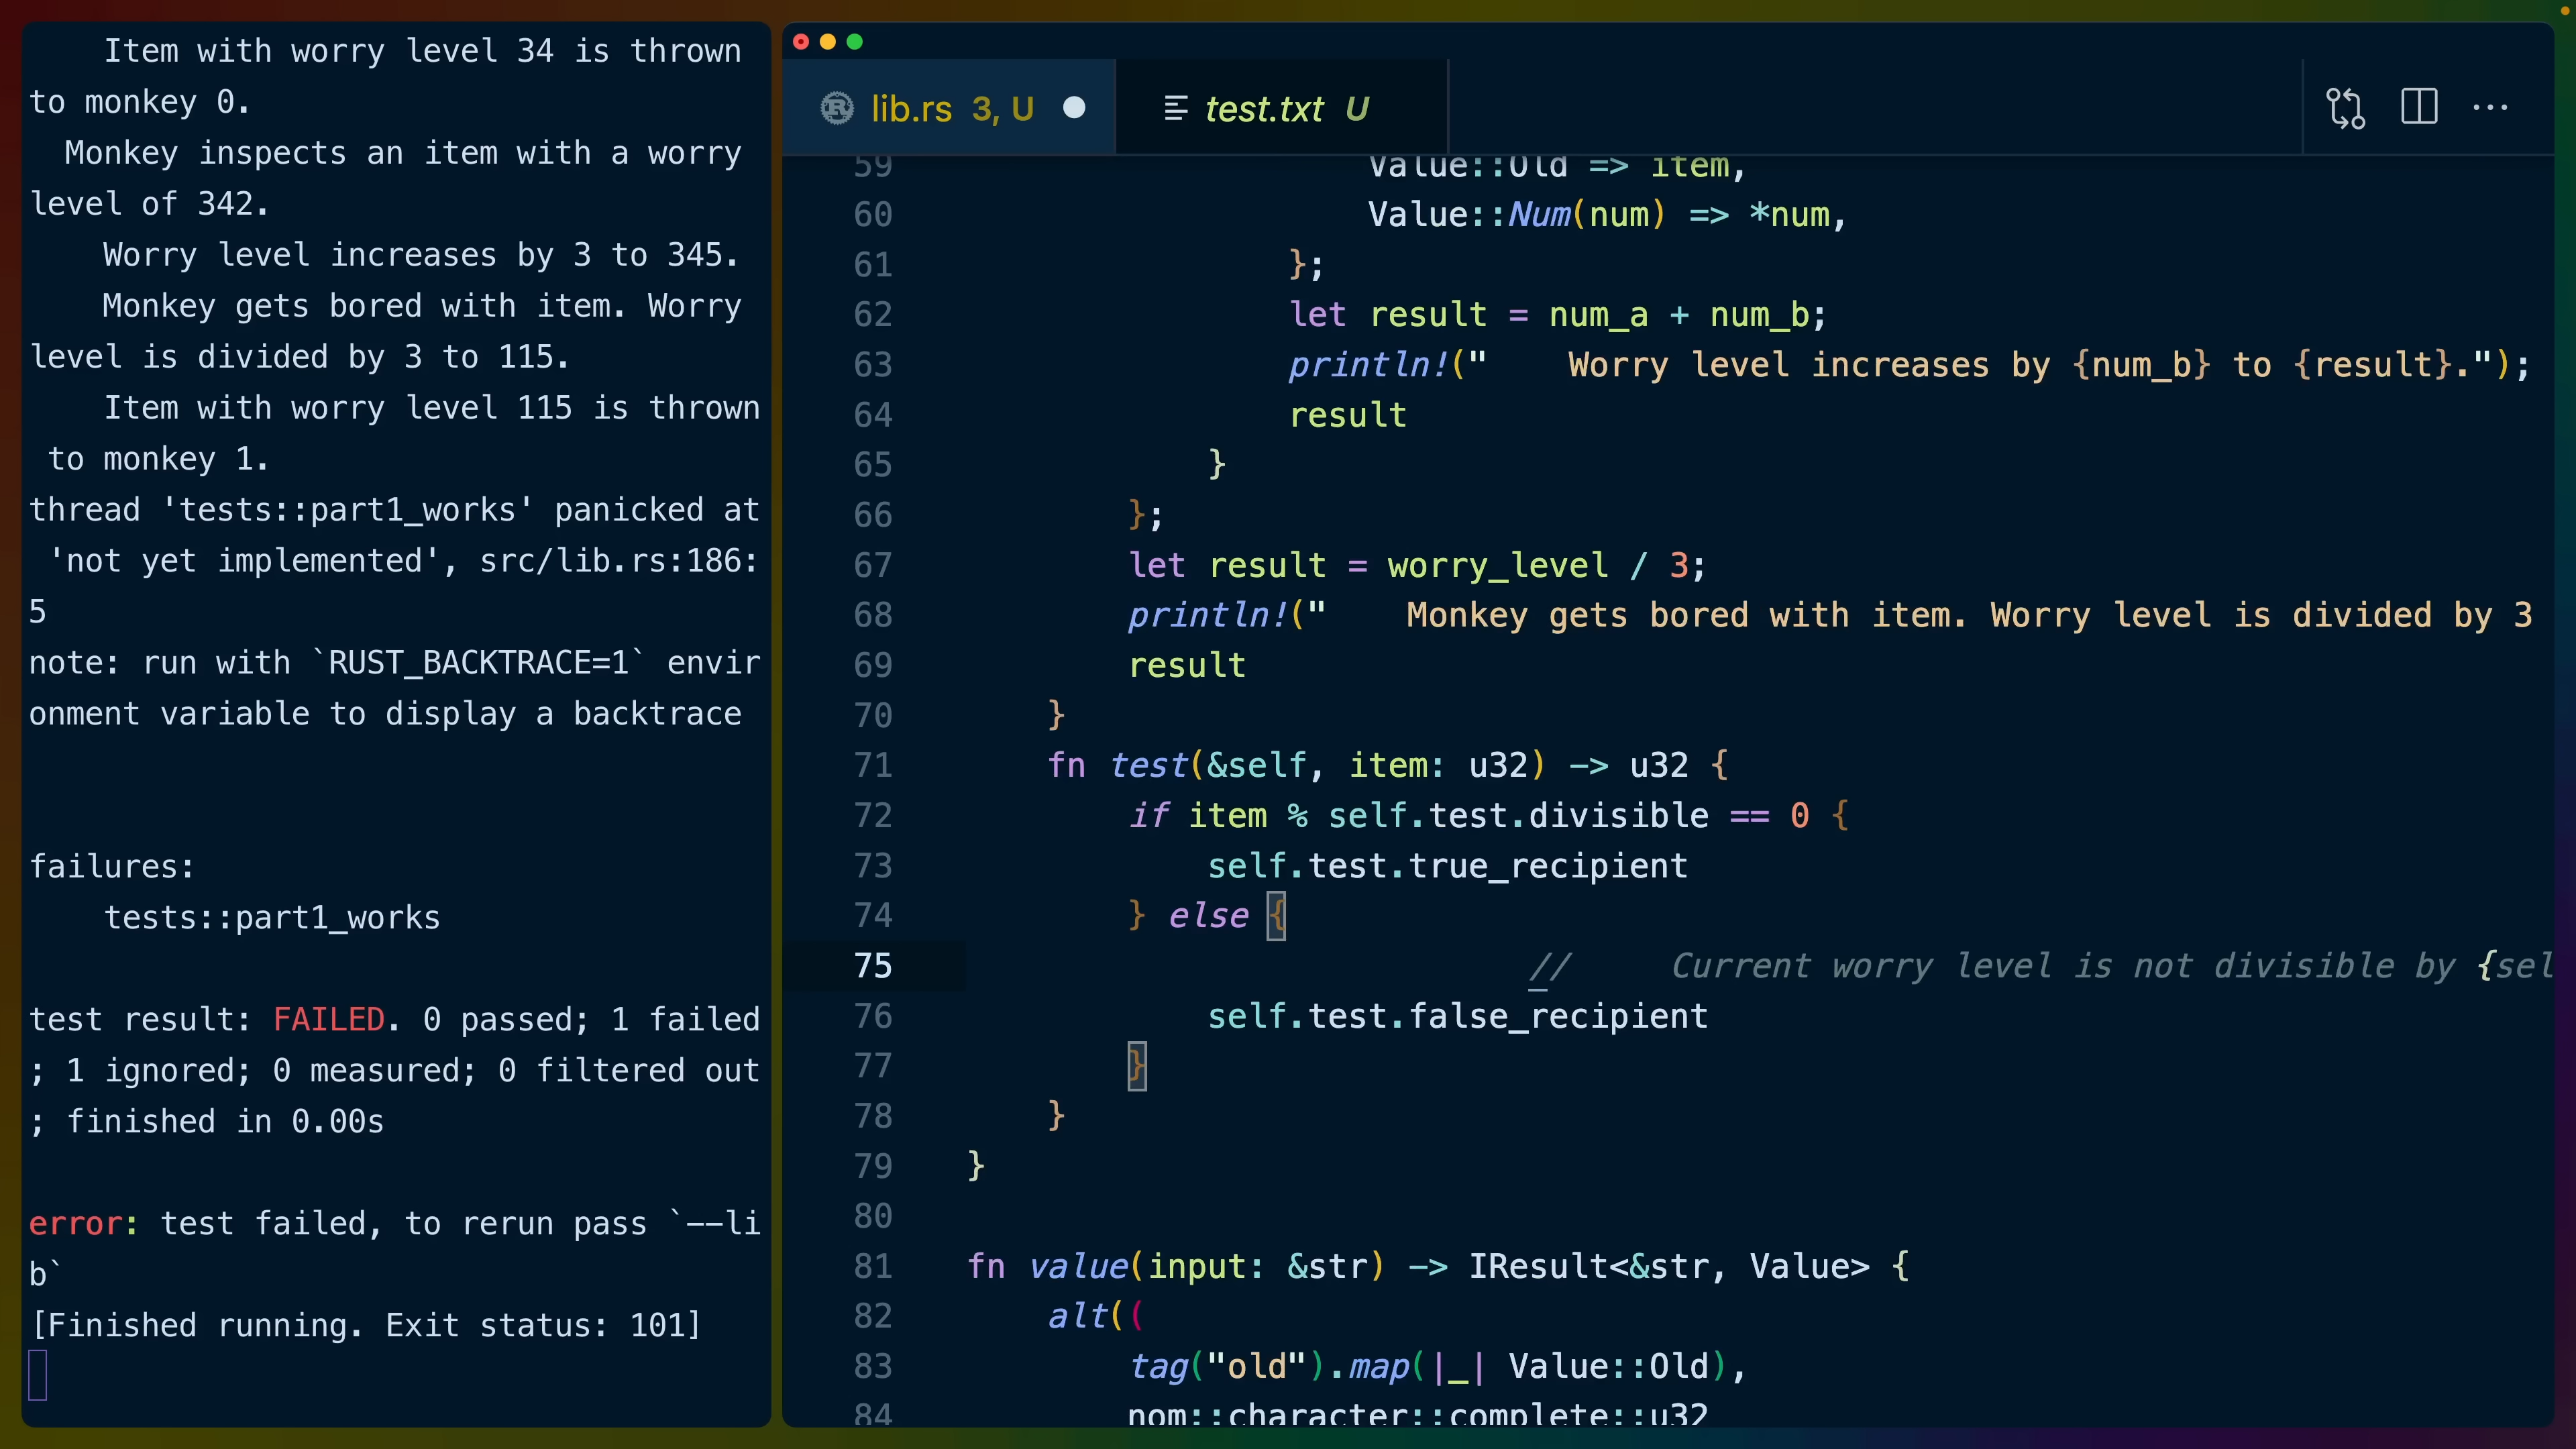 Item with worry level 34 is thrown
to monkey 0.
Monkey inspects an item with a worry
level of 342.
Worry level increases by 3 to 345.
Monkey gets bored with item. Worry
level is divided by 3 to 115.
Item with worry level 115 is thrown
to monkey 1.
thread 'tests::part1_works' panicked at
'not yet implemented', src/lib.rs:186:
5
note: run with `RUST_BACKTRACE=1` envir
onment variable to display a backtrace
failures:
tests::part1_works
test result: FAILED. 0 passed; 1 failed
; 1 ignored; 0 measured; 0 filtered out
; finished in 0.00s
error: test failed, to rerun pass `--li
b`
[Finished running. Exit status: 101]
lib.rs 3, U
test.txt U
59 Value::Old => item,
60 Value::Num(num) => *num,
61 };
62 let result = num_a + num_b;
63 println!("    Worry level increases by {num_b} to {result}.");
64 result
65 }
66 };
67 let result = worry_level / 3;
68 println!("    Monkey gets bored with item. Worry level is divided by 3
69 result
70 }
71 fn test(&self, item: u32) -> u32 {
72 if item % self.test.divisible == 0 {
73 self.test.true_recipient
74 } else {
75 //     Current worry level is not divisible by {sel
76 self.test.false_recipient
77 }
78 }
79 }
80
81 fn value(input: &str) -> IResult<&str, Value> {
82 alt((
83 tag("old").map(|_| Value::Old),
84 nom::character::complete::u32